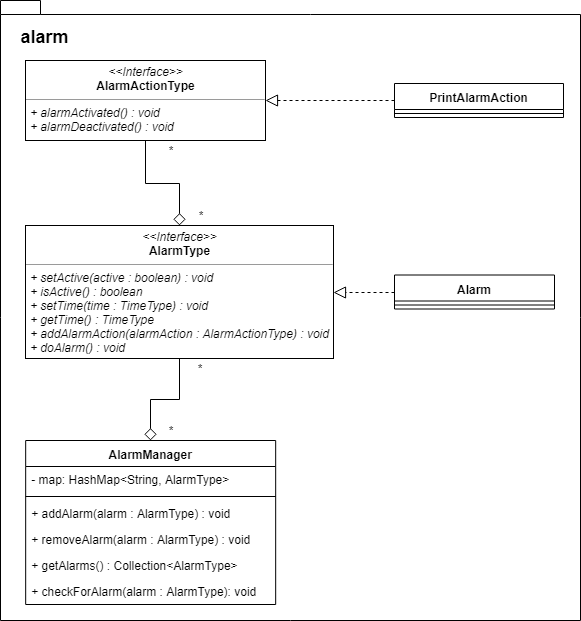 alarm
<<Interface>>
AlarmActionType
+ alarmActivated() : void
+ alarmDeactivated() : void
PrintAlarmAction
*
*
<<Interface>>
AlarmType
+ setActive(active : boolean) : void
+ isActive() : boolean
+ setTime(time : TimeType) : void
+ getTime() : TimeType
+ addAlarmAction(alarmAction : AlarmActionType) : void
+ doAlarm() : void
Alarm
*
*
AlarmManager
- map: HashMap<String, AlarmType>
+ addAlarm(alarm : AlarmType) : void
+ removeAlarm(alarm : AlarmType) : void
+ getAlarms() : Collection<AlarmType>
+ checkForAlarm(alarm : AlarmType): void